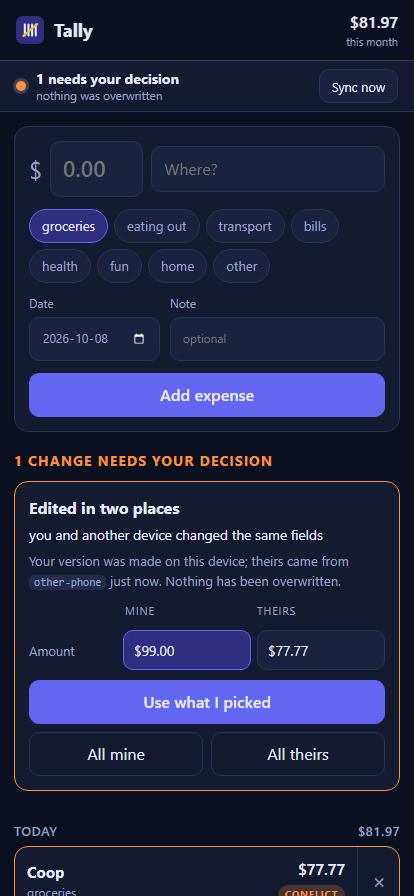 Tally
$81.97
this month
1 needs your decision
nothing was overwritten
Sync now
$ 0.00 Where?
groceries eating out transport bills
health fun home other
Date Note
2026-10-08 optional
Add expense
1 CHANGE NEEDS YOUR DECISION
Edited in two places
you and another device changed the same fields
Your version was made on this device; theirs came from
other-phone just now. Nothing has been overwritten.
MINE THEIRS
Amount $99.00 $77.77
Use what I picked
All mine All theirs
TODAY $81.97
Coop $77.77
groceries CONFLICT